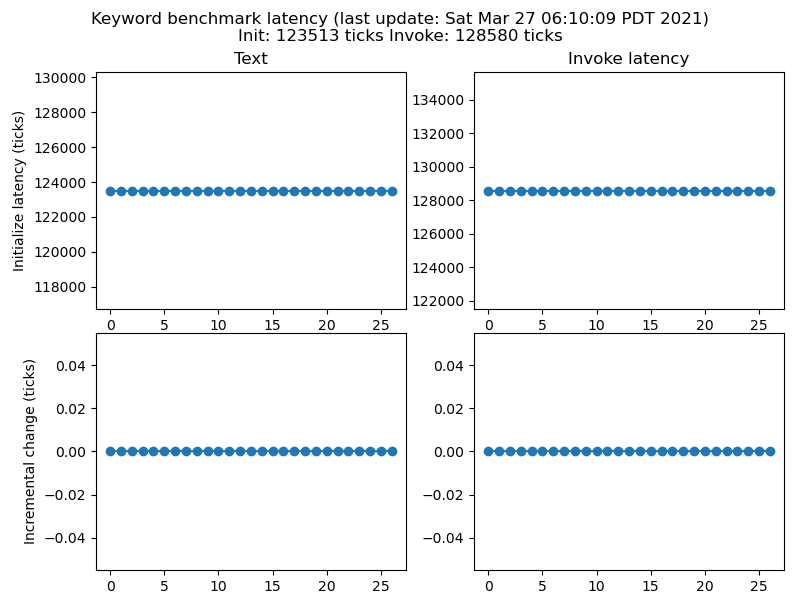 Keyword benchmark latency (last update: Sat Mar 27 06:10:09 PDT 2021)
Init: 123513 ticks Invoke: 128580 ticks
Text
Invoke latency
Initialize latency (ticks)
130000
128000
126000
124000
122000
120000
118000
0 5 10 15 20 25
134000
132000
130000
128000
126000
124000
122000
0 5 10 15 20 25
Incremental change (ticks)
0.04
0.02
0.00
−0.02
−0.04
0 5 10 15 20 25
0.04
0.02
0.00
−0.02
−0.04
0 5 10 15 20 25